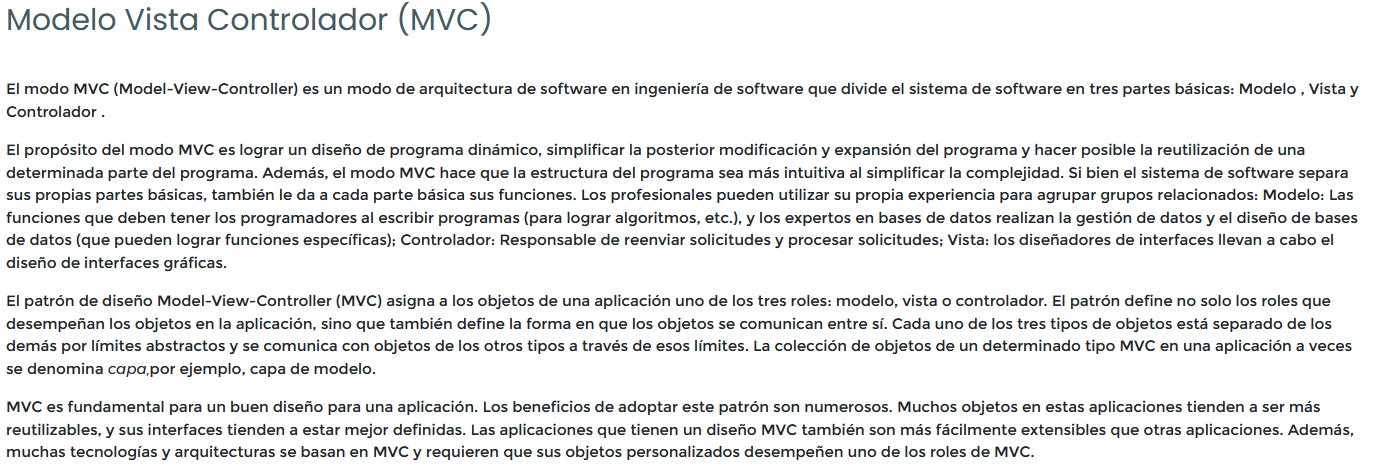 Modelo Vista Controlador (MVC)
El modo MVC (Model-View-Controller) es un modo de arquitectura de software en ingeniería de software que divide el sistema de software en tres partes básicas: Modelo , Vista y
Controlador .
El propósito del modo MVC es lograr un diseño de programa dinámico, simplificar la posterior modificación y expansión del programa y hacer posible la reutilización de una
determinada parte del programa. Además, el modo MVC hace que la estructura del programa sea más intuitiva al simplificar la complejidad. Si bien el sistema de software separa
sus propias partes básicas, también le da a cada parte básica sus funciones. Los profesionales pueden utilizar su propia experiencia para agrupar grupos relacionados: Modelo: Las
funciones que deben tener los programadores al escribir programas (para lograr algoritmos, etc.), y los expertos en bases de datos realizan la gestión de datos y el diseño de bases
de datos (que pueden lograr funciones específicas); Controlador: Responsable de reenviar solicitudes y procesar solicitudes; Vista: los diseñadores de interfaces llevan a cabo el
diseño de interfaces gráficas.
El patrón de diseño Model-View-Controller (MVC) asigna a los objetos de una aplicación uno de los tres roles: modelo, vista o controlador. El patrón define no solo los roles que
desempeñan los objetos en la aplicación, sino que también define la forma en que los objetos se comunican entre sí. Cada uno de los tres tipos de objetos está separado de los
demás por límites abstractos y se comunica con objetos de los otros tipos a través de esos límites. La colección de objetos de un determinado tipo MVC en una aplicación a veces
se denomina capa,por ejemplo, capa de modelo.
MVC es fundamental para un buen diseño para una aplicación. Los beneficios de adoptar este patrón son numerosos. Muchos objetos en estas aplicaciones tienden a ser más
reutilizables, y sus interfaces tienden a estar mejor definidas. Las aplicaciones que tienen un diseño MVC también son más fácilmente extensibles que otras aplicaciones. Además,
muchas tecnologías y arquitecturas se basan en MVC y requieren que sus objetos personalizados desempeñen uno de los roles de MVC.